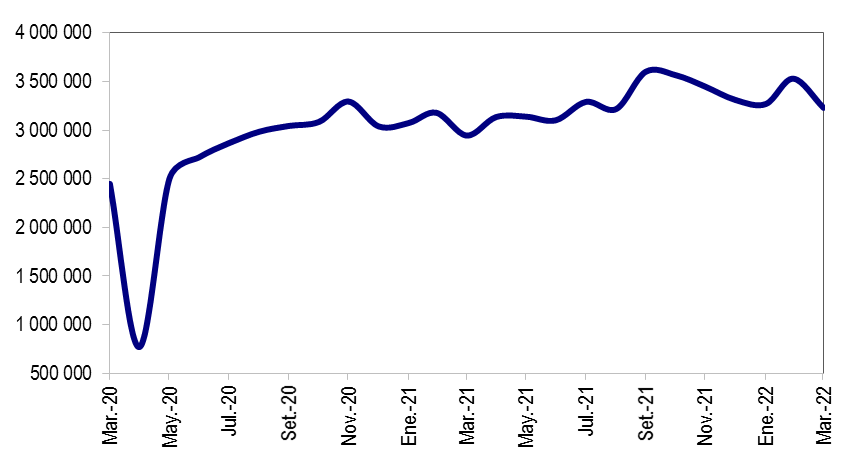 4 000 000
3 500 000
3 000 000
2 500 000
2 000 000
1 500 000
1 000 000
500 000
Mar.-20
May.-20
Jul.-20
Set.-20
Nov.-20
Ene.-21
Mar.-21
May.-21
Jul.-21
Set.-21
Nov.-21
Ene.-22
Mar.-22